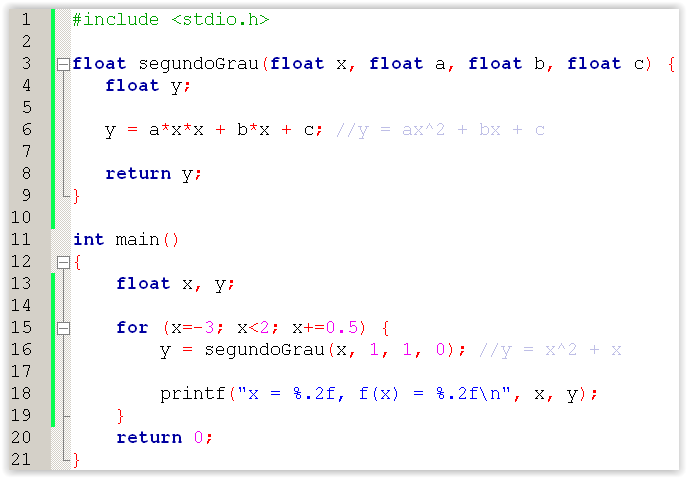 1 #include <stdio.h>
2
3 float segundoGrau(float x, float a, float b, float c) {
4 float y;
5
6 y = a*x*x + b*x + c; //y = ax^2 + bx + c
7
8 return y;
9 }
10
11 int main()
12 {
13 float x, y;
14
15 for (x=-3; x<2; x+=0.5) {
16 y = segundoGrau(x, 1, 1, 0); //y = x^2 + x
17
18 printf("x = %.2f, f(x) = %.2f\n", x, y);
19 }
20 return 0;
21 }